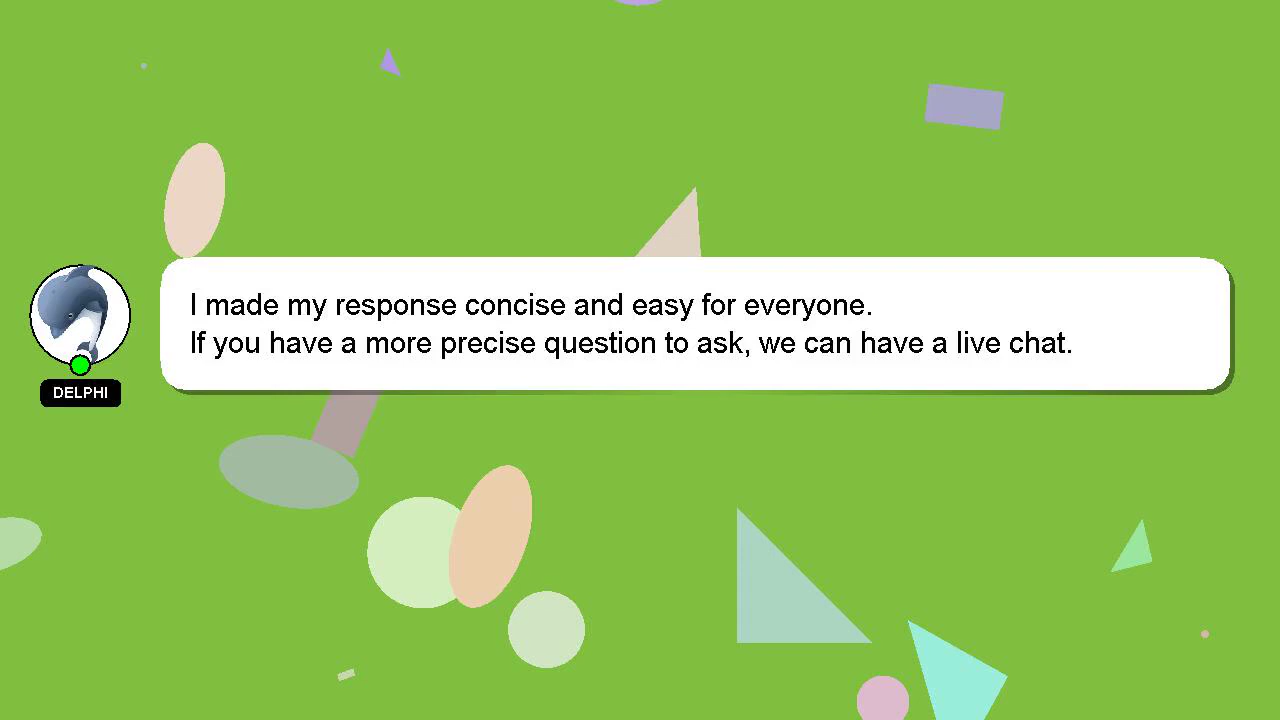 I made my response concise and easy for everyone.
If you have a more precise question to ask, we can have a live chat.
DELPHI